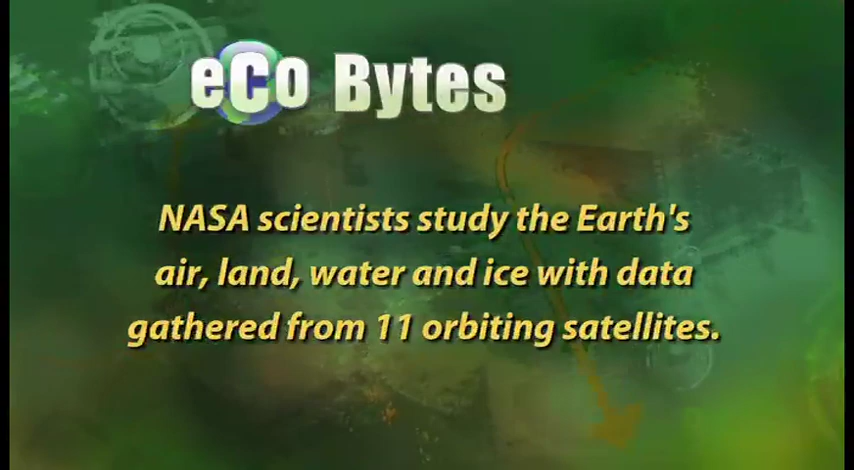 eCo Bytes
NASA scientists study the Earth's
air, land, water and ice with data
gathered from 11 orbiting satellites.